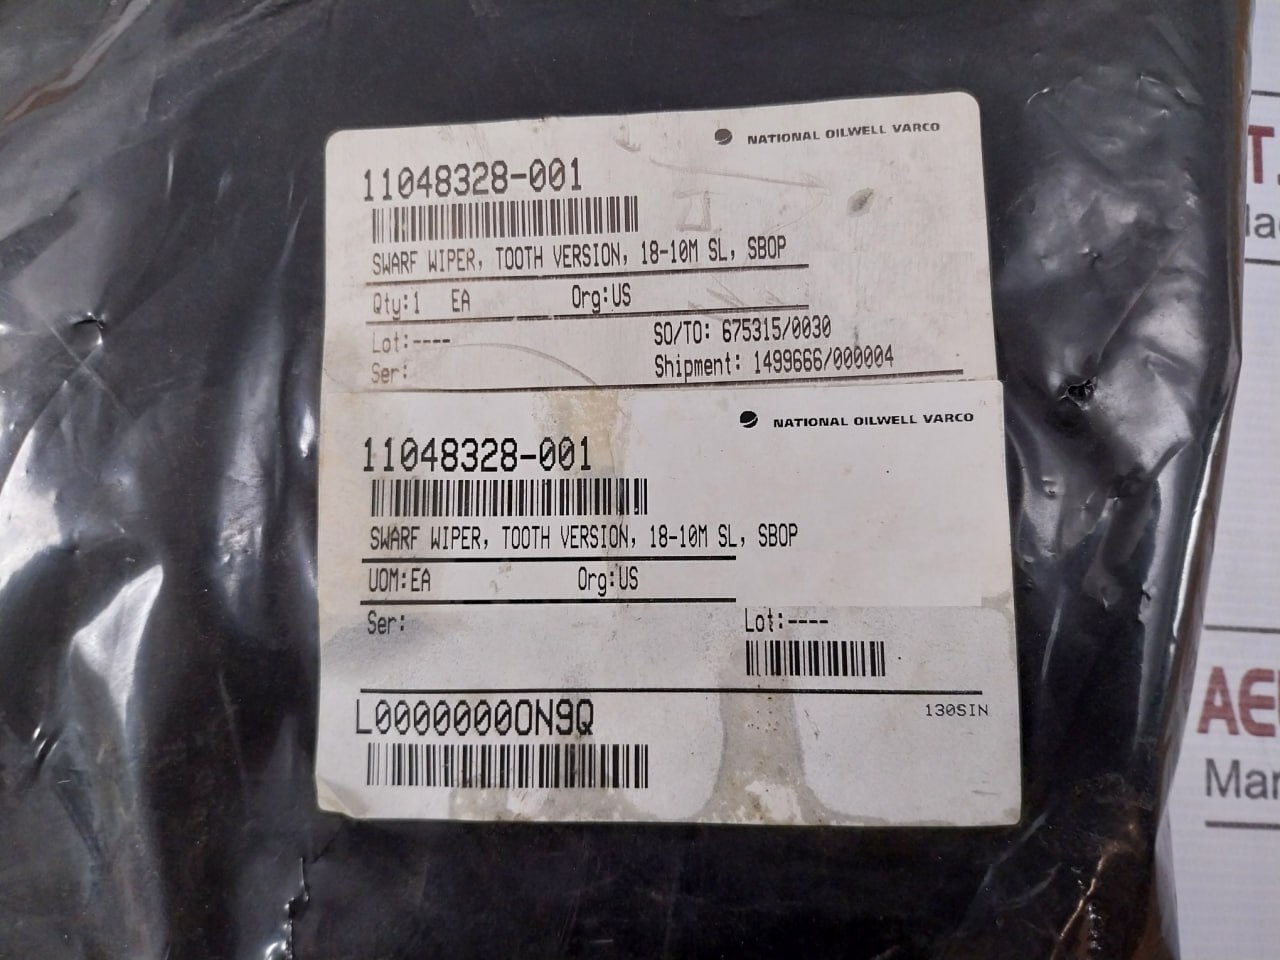 NATIONAL OILWELL VARCO
11048328-001
SWARF WIPER, TOOTH VERSION, 18-10M SL, SBOP
Qty:1 EA Org:US
Lot:---- SO/TO: 675315/0030
Ser: Shipment: 1499666/000004
NATIONAL OILWELL VARCO
11048328-001
SWARF WIPER, TOOTH VERSION, 18-10M SL, SBOP
UOM:EA Org:US
Ser: Lot:----
L00000000N9Q 130SIN